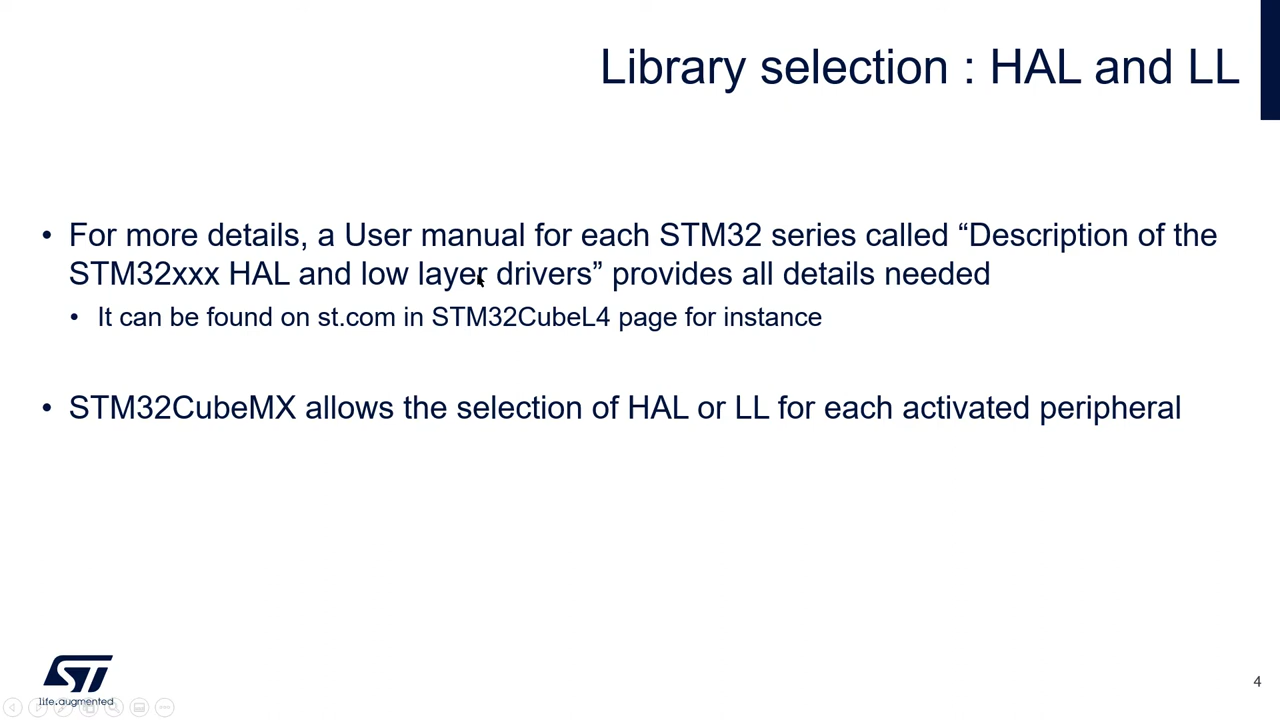 Library selection : HAL and LL
• For more details, a User manual for each STM32 series called “Description of the
STM32xxx HAL and low layer drivers” provides all details needed
• It can be found on st.com in STM32CubeL4 page for instance
• STM32CubeMX allows the selection of HAL or LL for each activated peripheral
ST
life.augmented
4